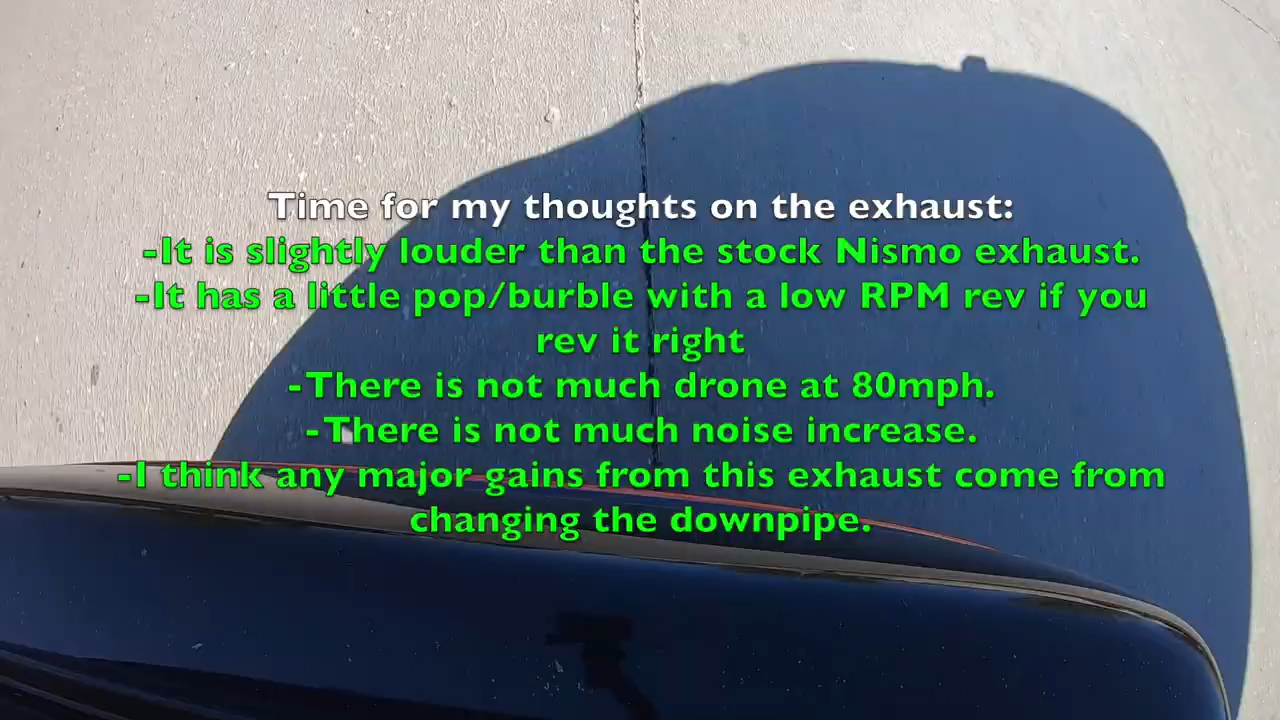 Time for my thoughts on the exhaust:
-It is slightly louder than the stock Nismo exhaust.
-It has a little pop/burble with a low RPM rev if you
rev it right
-There is not much drone at 80mph.
-There is not much noise increase.
-I think any major gains from this exhaust come from
changing the downpipe.